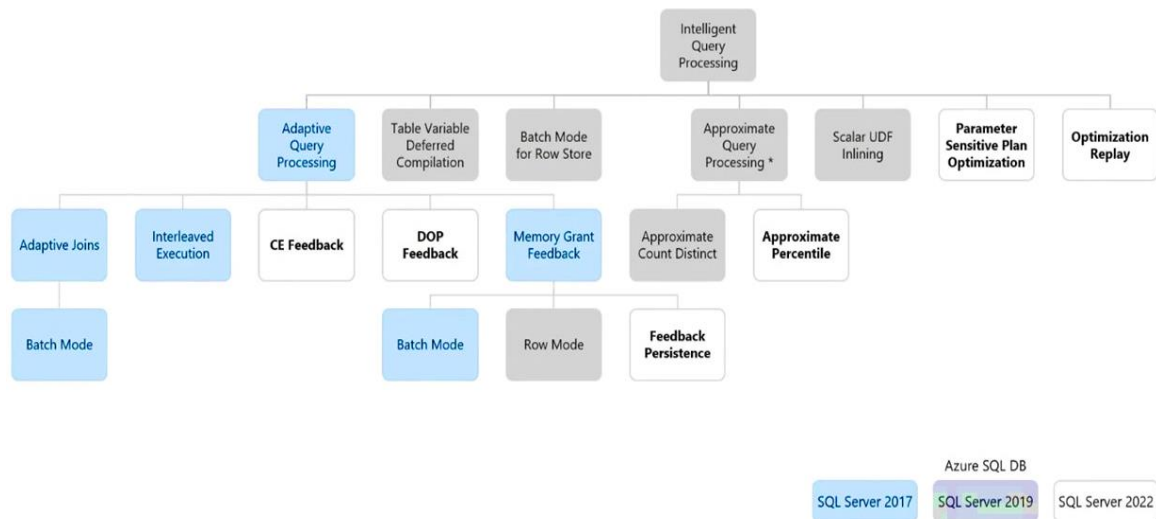 Intelligent
Query
Processing
Adaptive
Query
Processing
Table Variable
Deferred
Compilation
Batch Mode
for Row Store
Approximate
Query
Processing *
Scalar UDF
Inlining
Parameter
Sensitive Plan
Optimization
Optimization
Replay
Adaptive Joins
Interleaved
Execution
CE Feedback
DOP
Feedback
Memory Grant
Feedback
Approximate
Count Distinct
Approximate
Percentile
Batch Mode
Batch Mode
Row Mode
Feedback
Persistence
Azure SQL DB
SQL Server 2017
SQL Server 2019
SQL Server 2022